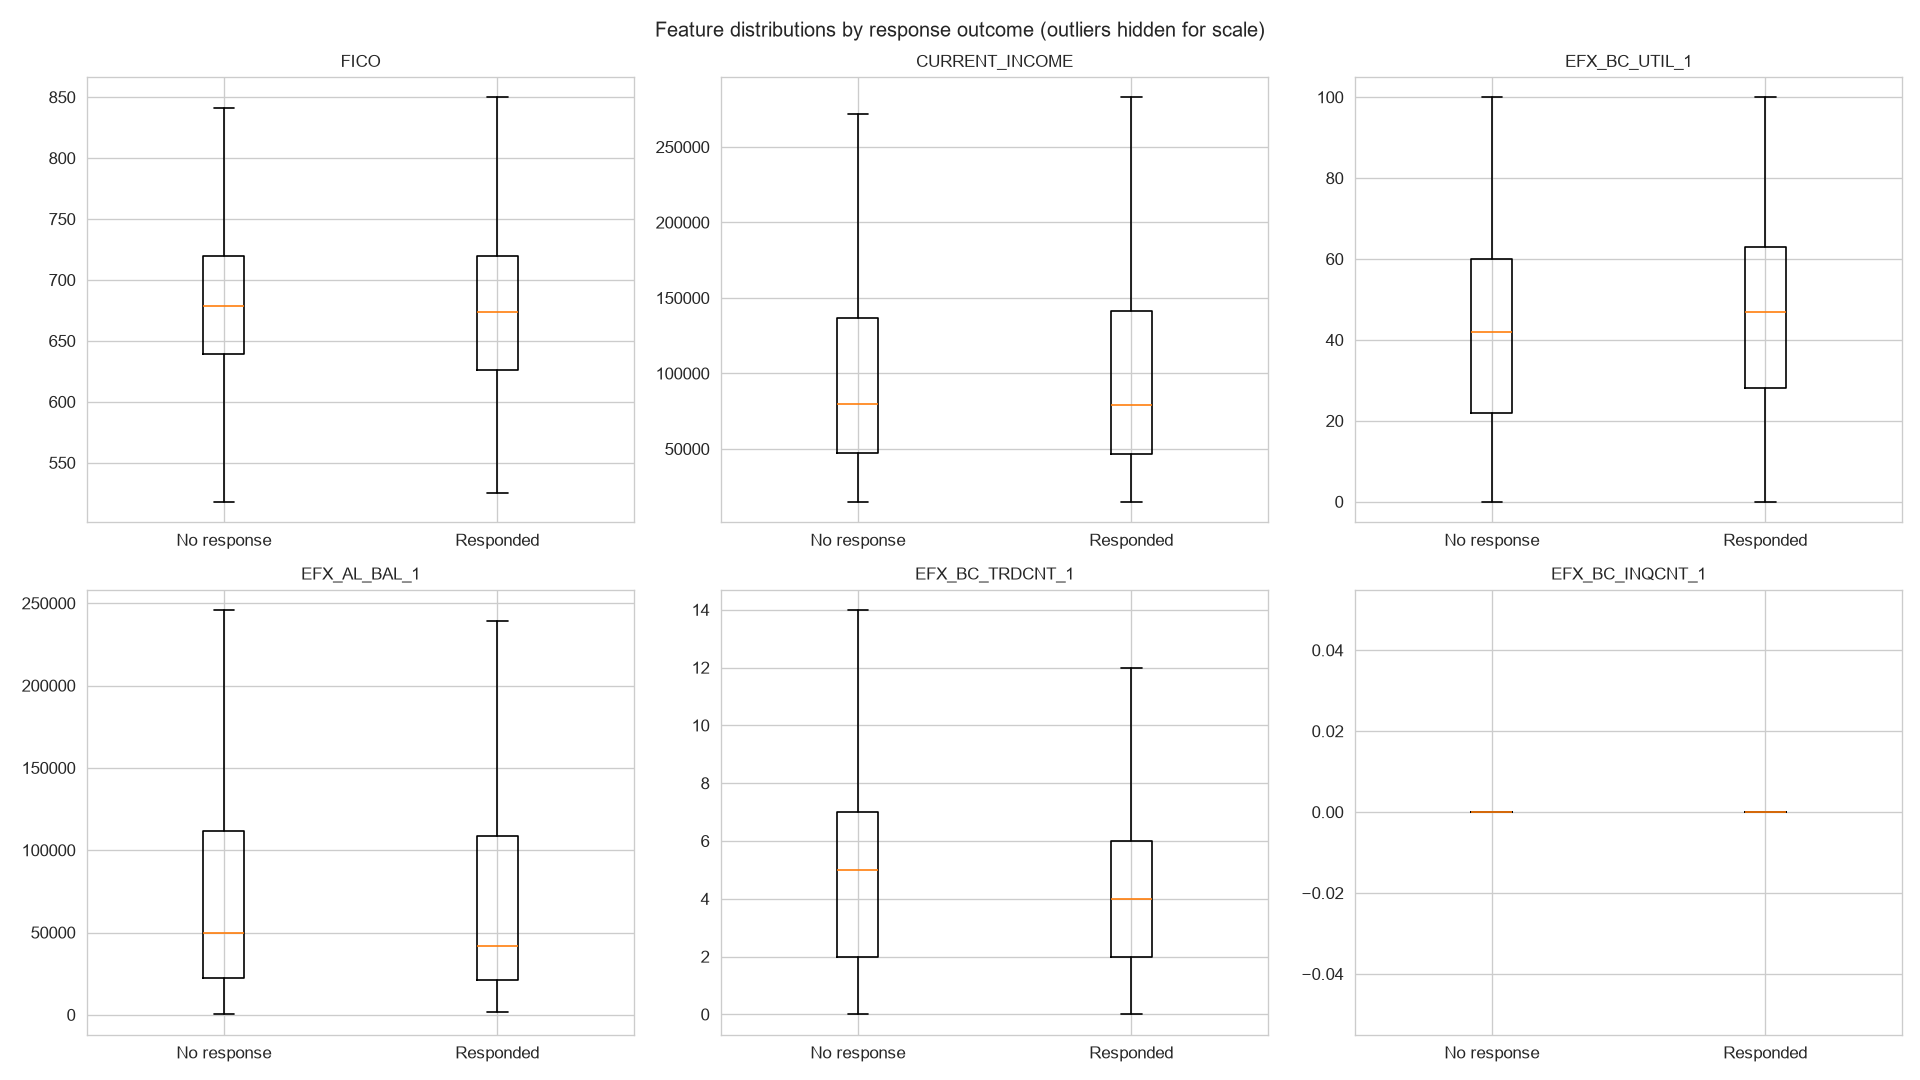 Feature distributions by response outcome (outliers hidden for scale)
FICO
850
800
750
700
650
600
550
No response Responded
CURRENT_INCOME
250000
200000
150000
100000
50000
No response Responded
EFX_BC_UTIL_1
100
80
60
40
20
0
No response Responded
EFX_AL_BAL_1
250000
200000
150000
100000
50000
0
No response Responded
EFX_BC_TRDCNT_1
14
12
10
8
6
4
2
0
No response Responded
EFX_BC_INQCNT_1
0.04
0.02
0.00
−0.02
−0.04
No response Responded